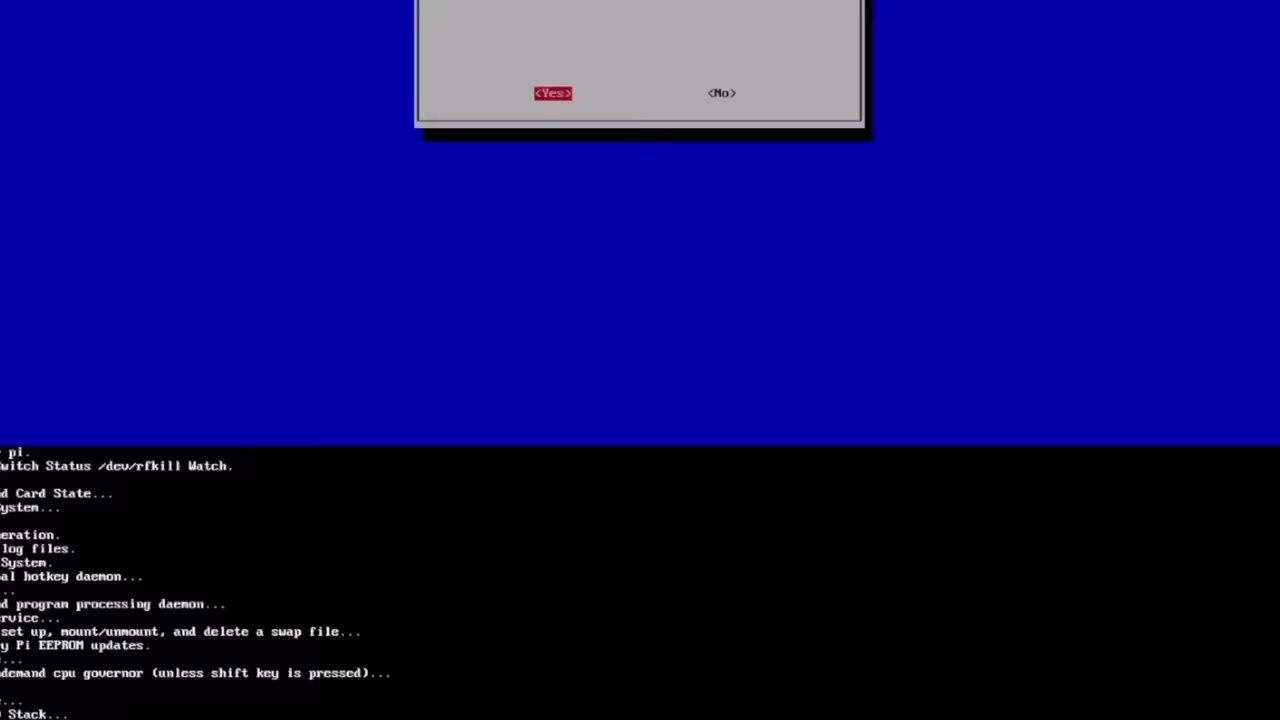 <Yes> <No>
pi.
witch Status /dev/rfkill Watch.
d Card State...
ystem...
eration.
log files.
System.
al hotkey daemon...
..
d program processing daemon...
ervice...
set up, mount/unmount, and delete a swap file...
y Pi EEPROM updates.
...
demand cpu governor (unless shift key is pressed)...
...
Stack...